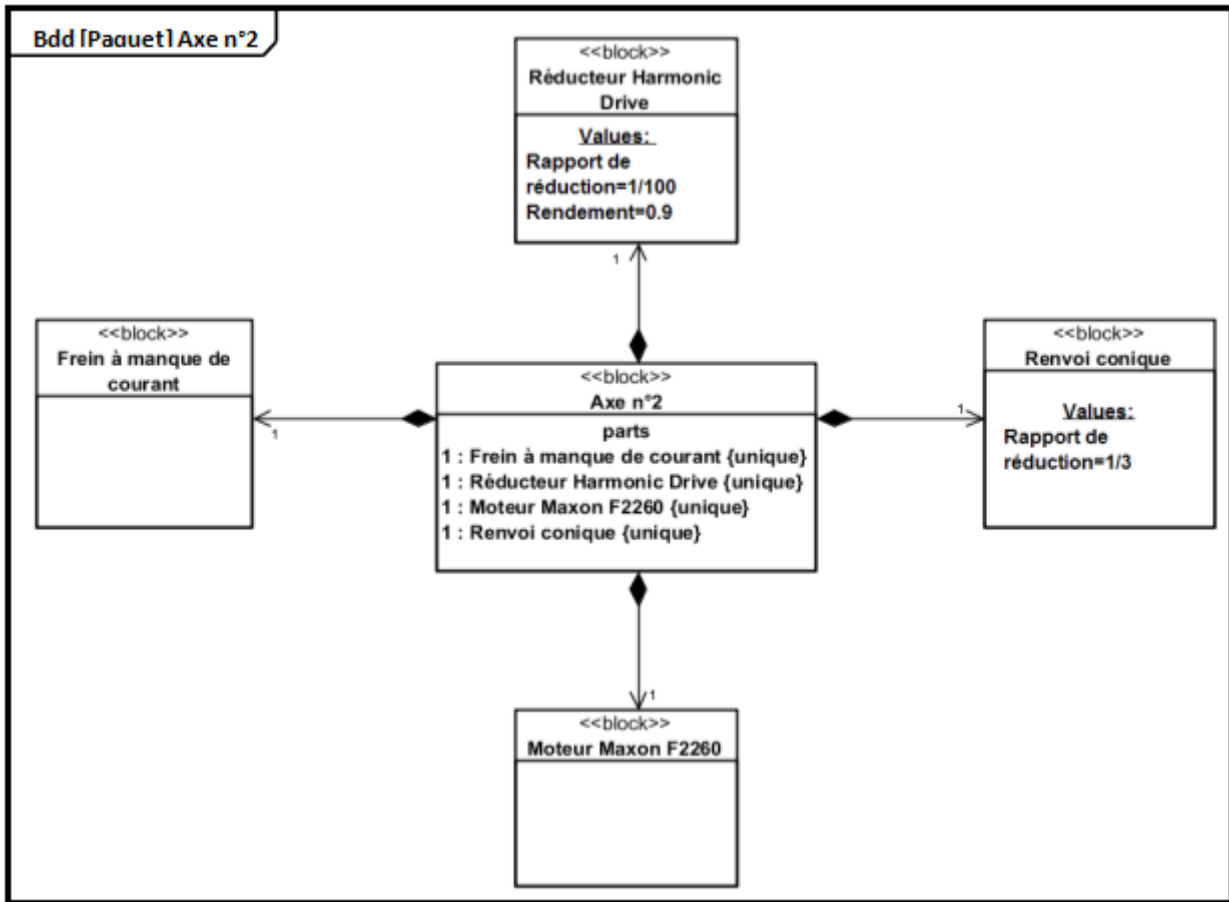 Bdd [Paquet] Axe n°2
<<block>>
Réducteur Harmonic
Drive
Values:
Rapport de
réduction=1/100
Rendement=0.9
1
<<block>>
Frein à manque de
courant
1
<<block>>
Axe n°2
parts
1 : Frein à manque de courant {unique}
1 : Réducteur Harmonic Drive {unique}
1 : Moteur Maxon F2260 {unique}
1 : Renvoi conique {unique}
1
<<block>>
Renvoi conique
Values:
Rapport de
réduction=1/3
1
<<block>>
Moteur Maxon F2260